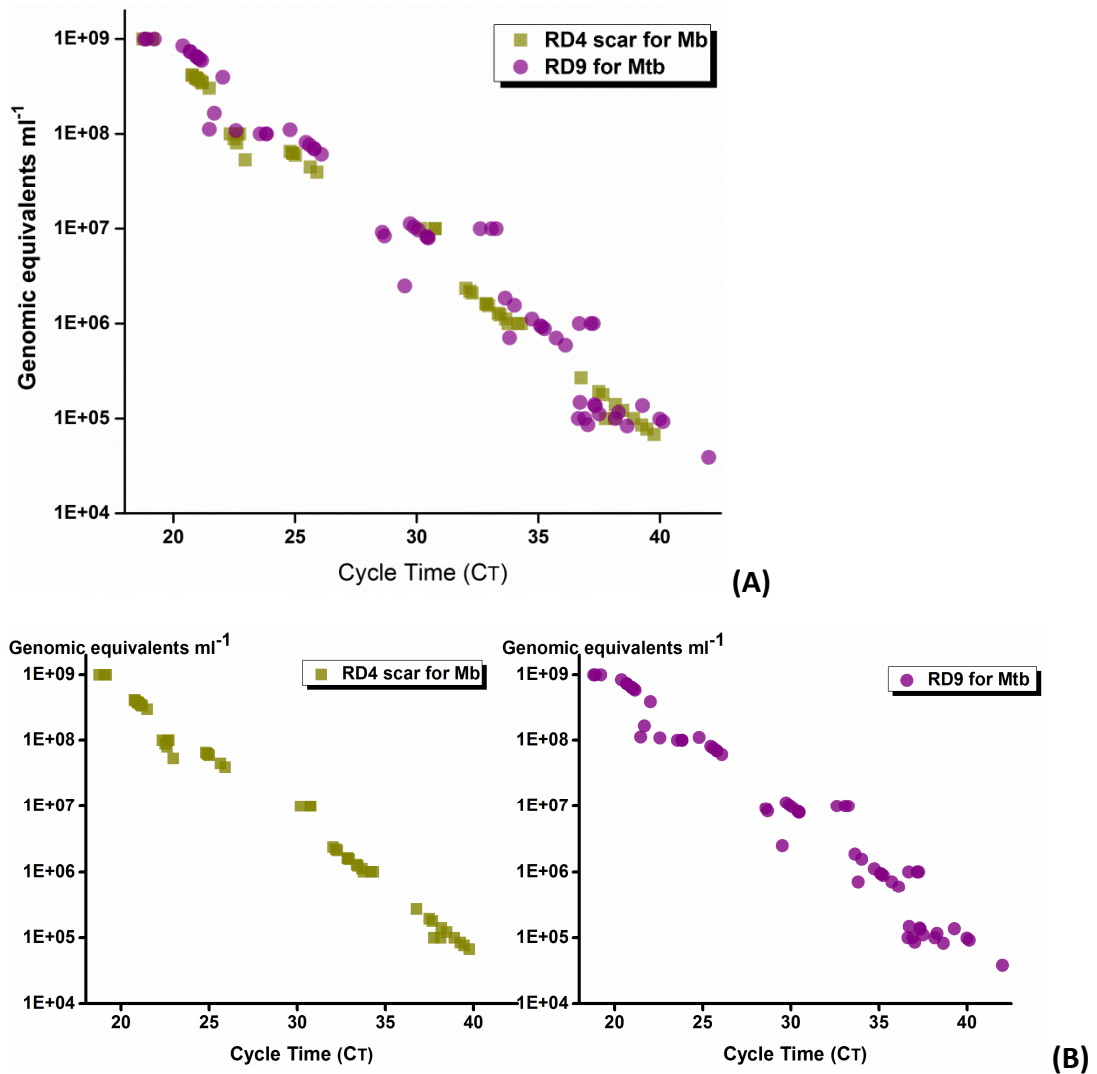 1E+09
1E+08
1E+07
1E+06
1E+05
1E+04
Genomic equivalents ml-1
RD4 scar for Mb
RD9 for Mtb
20 25 30 35 40
Cycle Time (CT)
(A)
Genomic equivalents ml-1
RD4 scar for Mb
1E+09
1E+08
1E+07
1E+06
1E+05
1E+04
20 25 30 35 40
Cycle Time (CT)
Genomic equivalents ml-1
RD9 for Mtb
1E+09
1E+08
1E+07
1E+06
1E+05
1E+04
20 25 30 35 40
Cycle Time (CT)
(B)